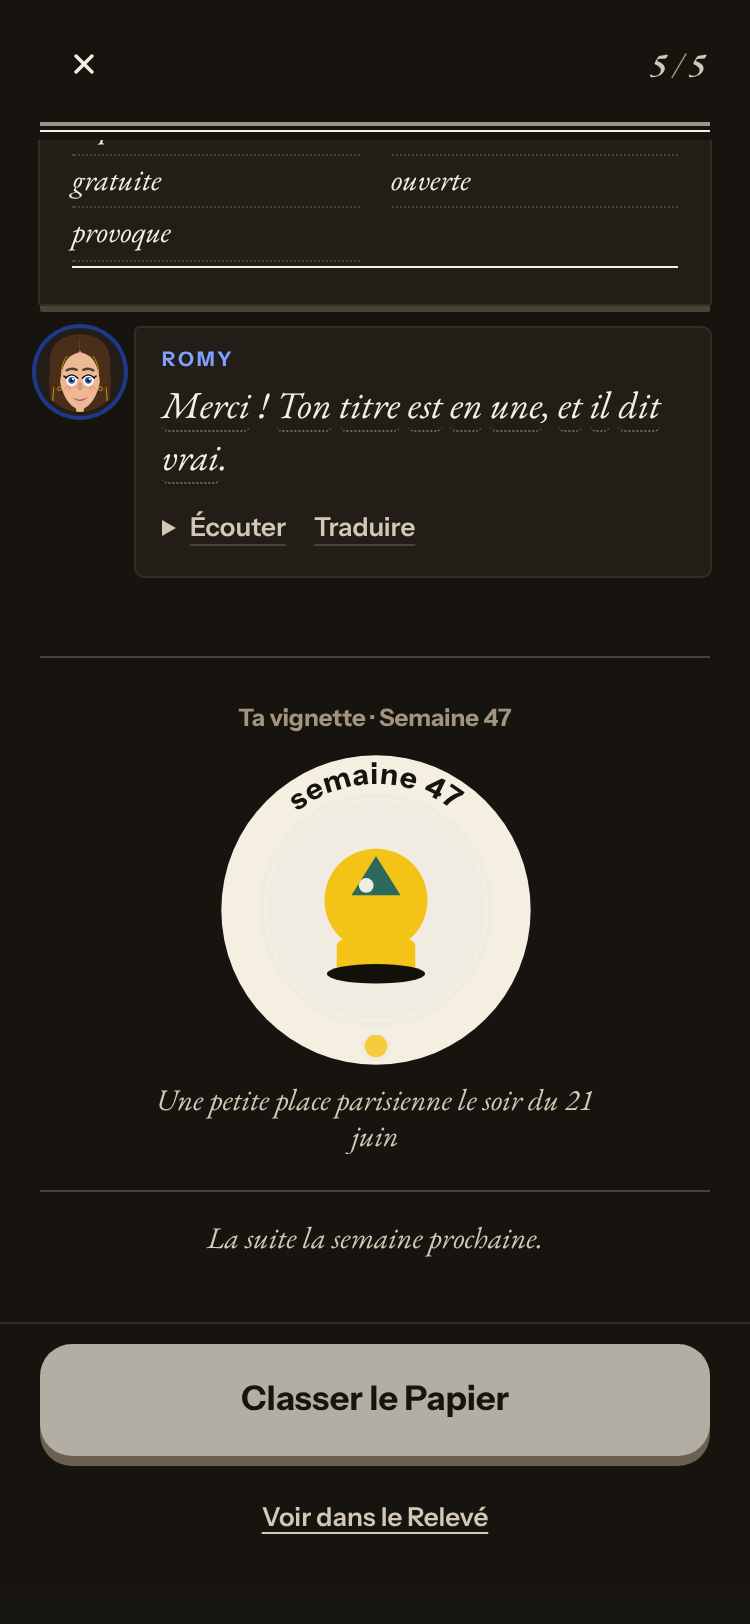 5/5
gratuite
ouverte
provoque
ROMY
Merci ! Ton titre est en une, et il dit
vrai.
Écouter
Traduire
Ta vignette · Semaine 47
semaine 47
Une petite place parisienne le soir du 21
juin
La suite la semaine prochaine.
Classer le Papier
Voir dans le Relevé